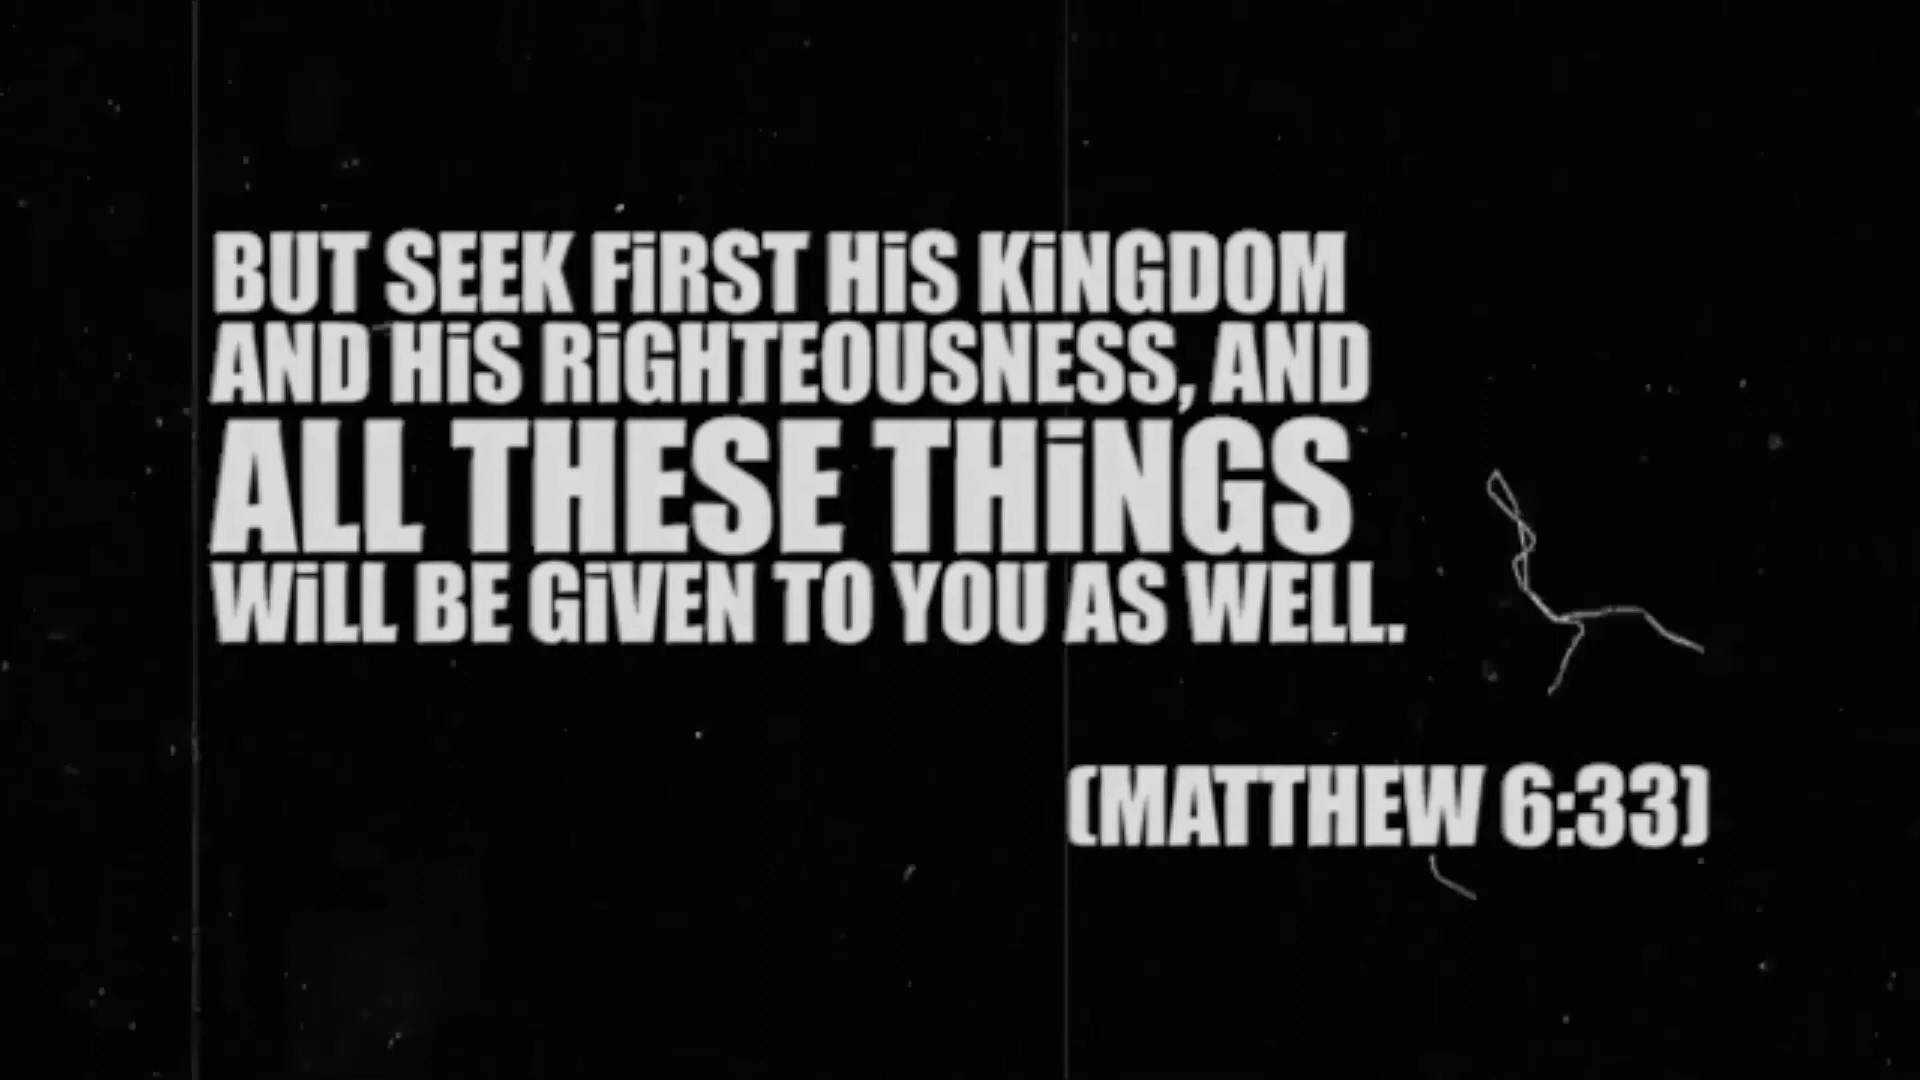 BUT SEEK FiRST HiS KiNGDOM
AND HiS RiGHTEOUSNESS, AND
ALL THESE THiNGS
WiLL BE GiVEN TO YOU AS WELL.
(MATTHEW 6:33)